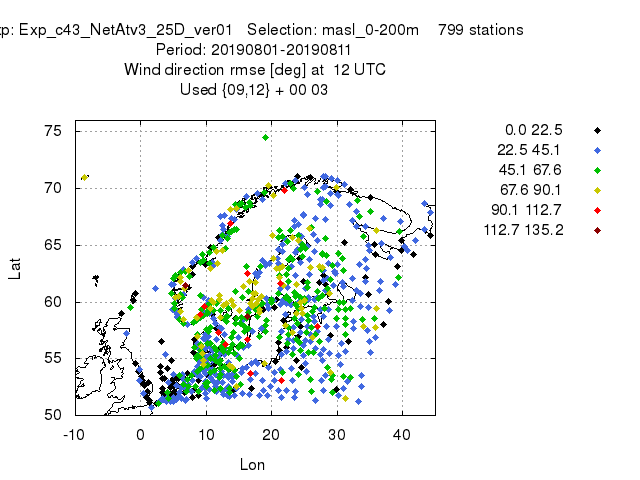 p: Exp_c43_NetAtv3_25D_ver01 Selection: masl_0-200m 799 stations
Period: 20190801-20190811
Wind direction rmse [deg] at 12 UTC
Used {09,12} + 00 03
0.0 22.5
22.5 45.1
45.1 67.6
67.6 90.1
90.1 112.7
112.7 135.2
Lat
75
70
65
60
55
50
-10 0 10 20 30 40
Lon